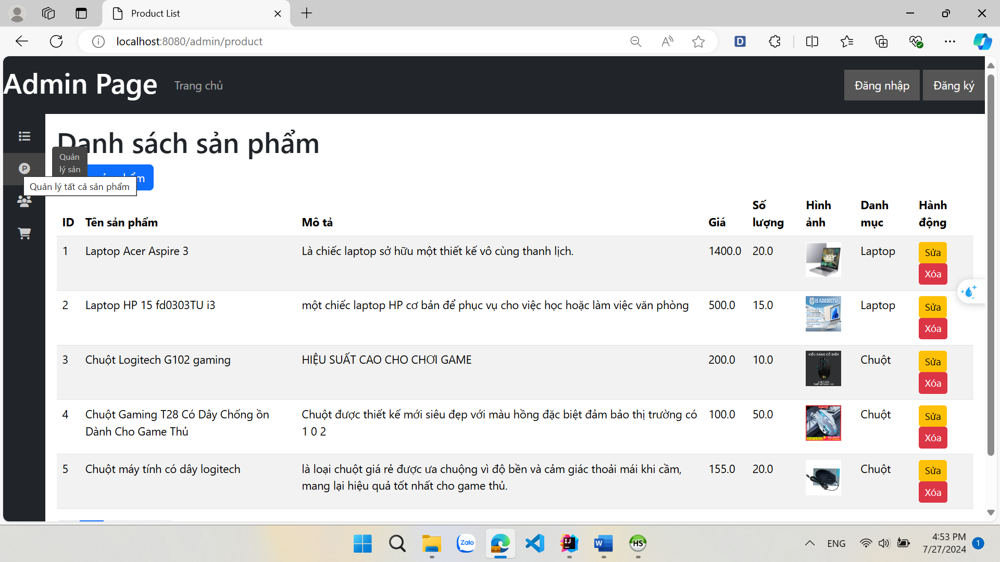 Product List
localhost:8080/admin/product
Admin Page
Trang chủ
Đăng nhập
Đăng ký
Danh sách sản phẩm
Quản
lý sản
Quản lý tất cả sản phẩm
ID
Tên sản phẩm
Mô tả
Giá
Số
lượng
Hình
ảnh
Danh
mục
Hành
động
1
Laptop Acer Aspire 3
Là chiếc laptop sở hữu một thiết kế vô cùng thanh lịch.
1400.0
20.0
acer
Laptop
Sửa
Xóa
2
Laptop HP 15 fd0303TU i3
một chiếc laptop HP cơ bản để phục vụ cho việc học hoặc làm việc văn phòng
500.0
15.0
15 FD0303TU
Laptop
Sửa
Xóa
3
Chuột Logitech G102 gaming
HIỆU SUẤT CAO CHO CHƠI GAME
200.0
10.0
KIỂU DÁNG CỔ ĐIỂN
Chuột
Sửa
Xóa
4
Chuột Gaming T28 Có Dây Chống ồn
Dành Cho Game Thủ
Chuột được thiết kế mới siêu đẹp với màu hồng đặc biệt đảm bảo thị trường có
1 0 2
100.0
50.0
Chuột
Sửa
Xóa
5
Chuột máy tính có dây logitech
là loại chuột giá rẻ được ưa chuộng vì độ bền và cảm giác thoải mái khi cầm,
mang lại hiệu quả tốt nhất cho game thủ.
155.0
20.0
Chuột
Sửa
Xóa
Zalo
ENG
4:53 PM
7/27/2024
1